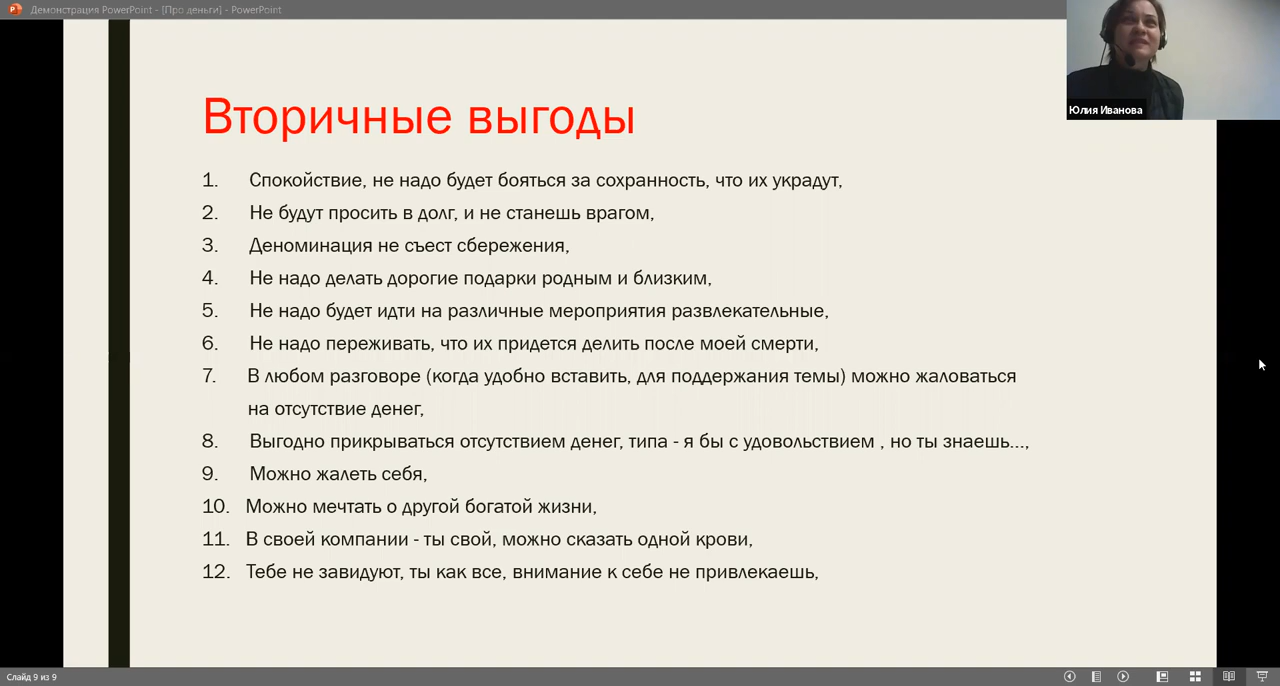 Демонстрация PowerPoint - [Про деньги] - PowerPoint
Юлия Иванова
Вторичные выгоды
1. Спокойствие, не надо будет бояться за сохранность, что их украдут,
2. Не будут просить в долг, и не станешь врагом,
3. Деноминация не съест сбережения,
4. Не надо делать дорогие подарки родным и близким,
5. Не надо будет идти на различные мероприятия развлекательные,
6. Не надо переживать, что их придется делить после моей смерти,
7. В любом разговоре (когда удобно вставить, для поддержания темы) можно жаловаться
на отсутствие денег,
8. Выгодно прикрываться отсутствием денег, типа - я бы с удовольствием , но ты знаешь...,
9. Можно жалеть себя,
10. Можно мечтать о другой богатой жизни,
11. В своей компании - ты свой, можно сказать одной крови,
12. Тебе не завидуют, ты как все, внимание к себе не привлекаешь,
Слайд 9 из 9